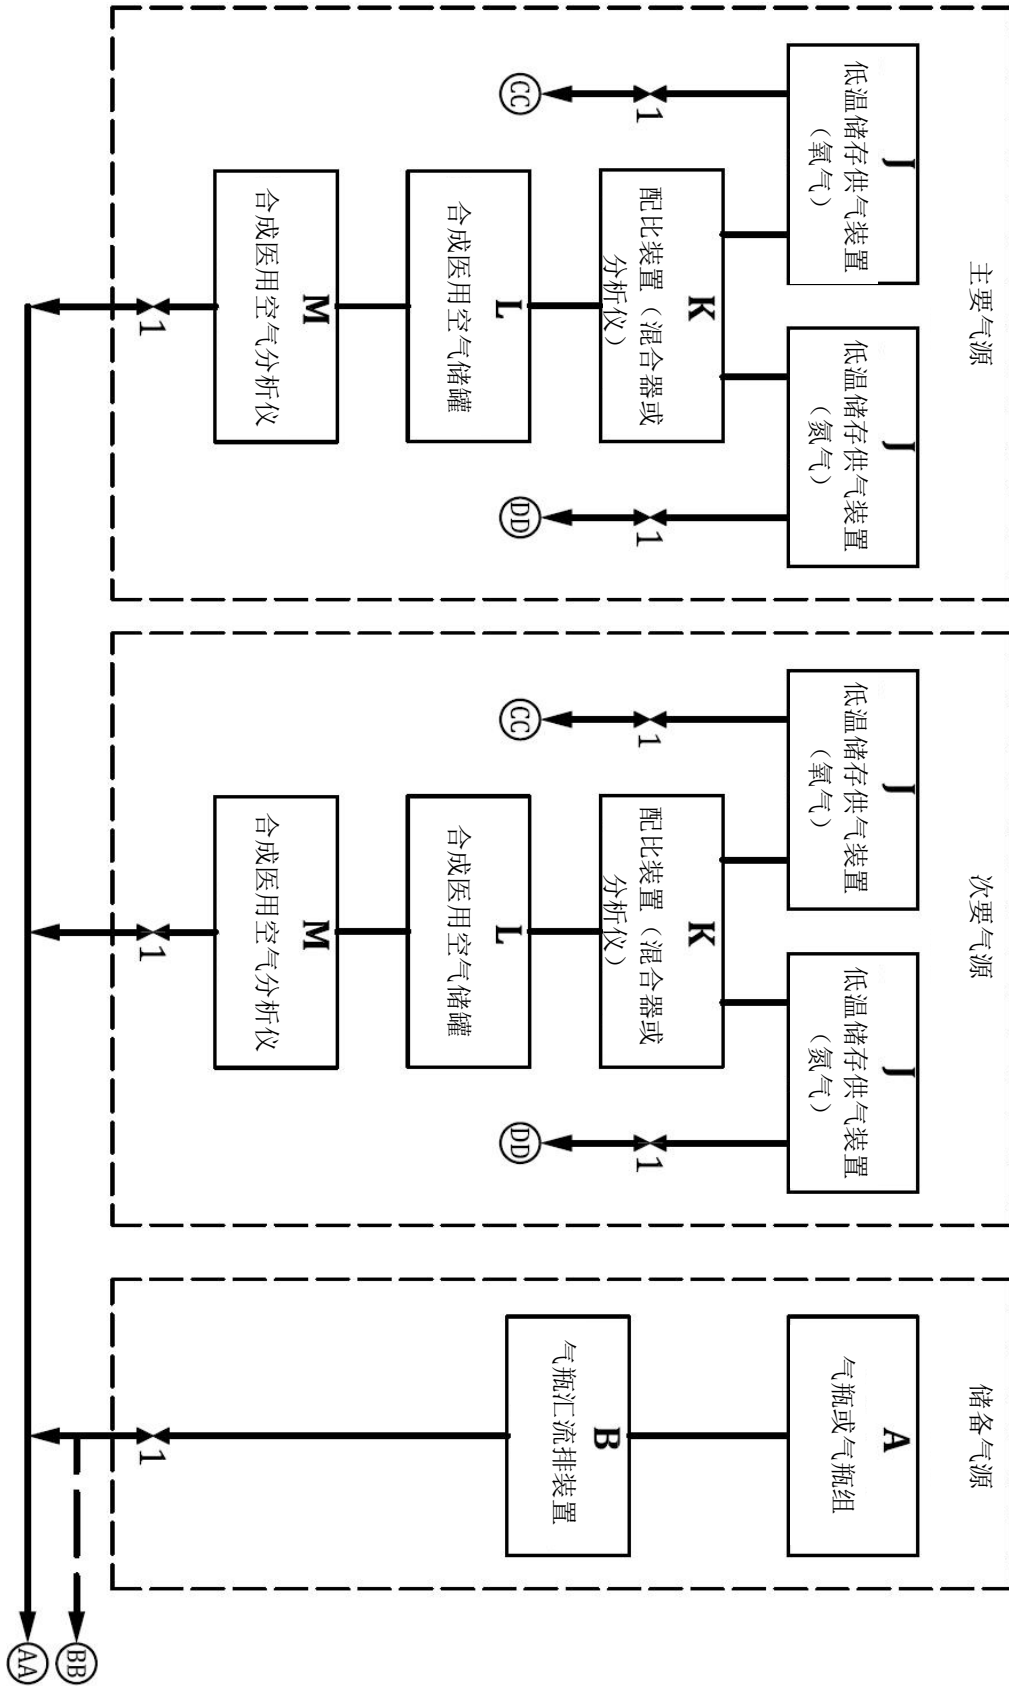 主要气源
J
低温储存供气装置
（氧气）
J
低温储存供气装置
（氮气）
1
CC
K
配比装置（混合器或
分析仪）
1
DD
L
合成医用空气储罐
M
合成医用空气分析仪
1
次要气源
J
低温储存供气装置
（氧气）
J
低温储存供气装置
（氮气）
1
CC
K
配比装置（混合器或
分析仪）
1
DD
L
合成医用空气储罐
M
合成医用空气分析仪
1
储备气源
A
气瓶或气瓶组
B
气瓶汇流排装置
1
BB
AA